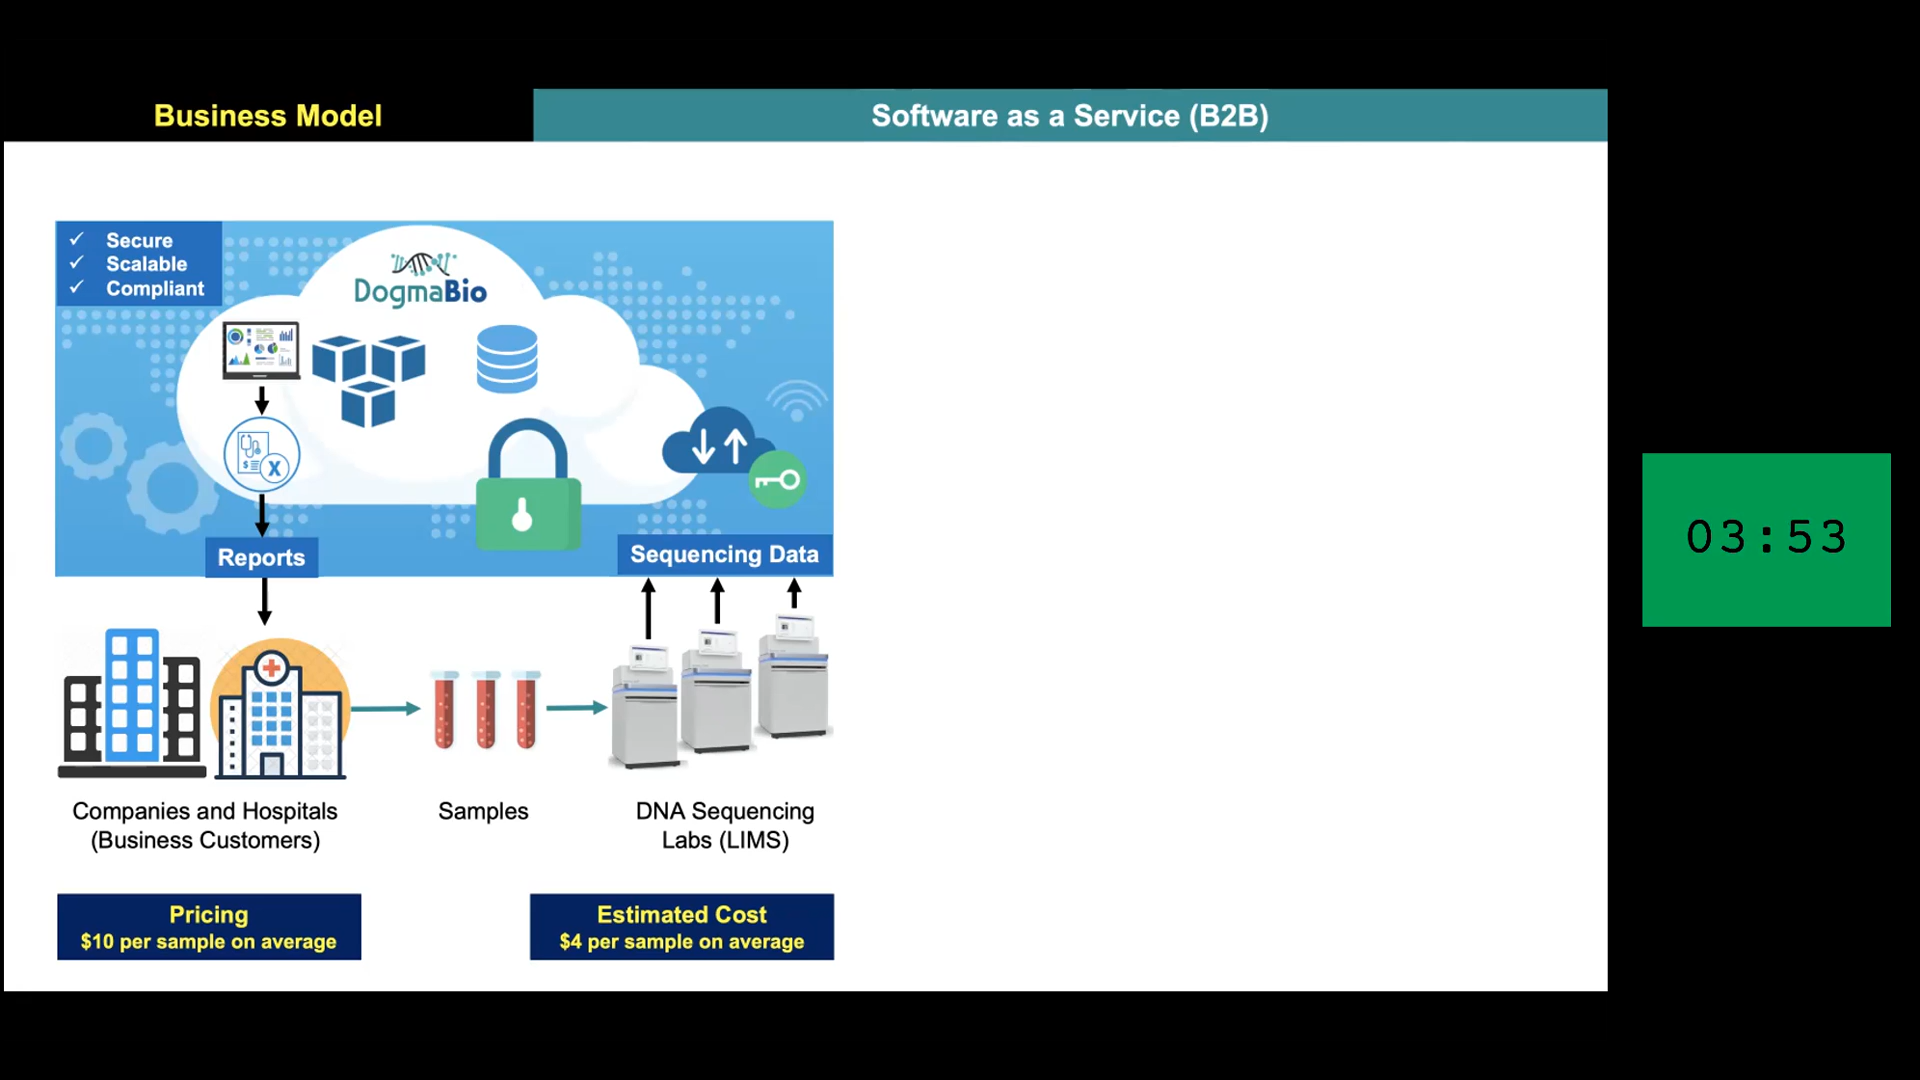 Business Model
Software as a Service (B2B)
✓ Secure
✓ Scalable
✓ Compliant
DogmaBio
$
X
Reports
Sequencing Data
03:53
Companies and Hospitals
(Business Customers)
Samples
DNA Sequencing
Labs (LIMS)
Pricing
$10 per sample on average
Estimated Cost
$4 per sample on average